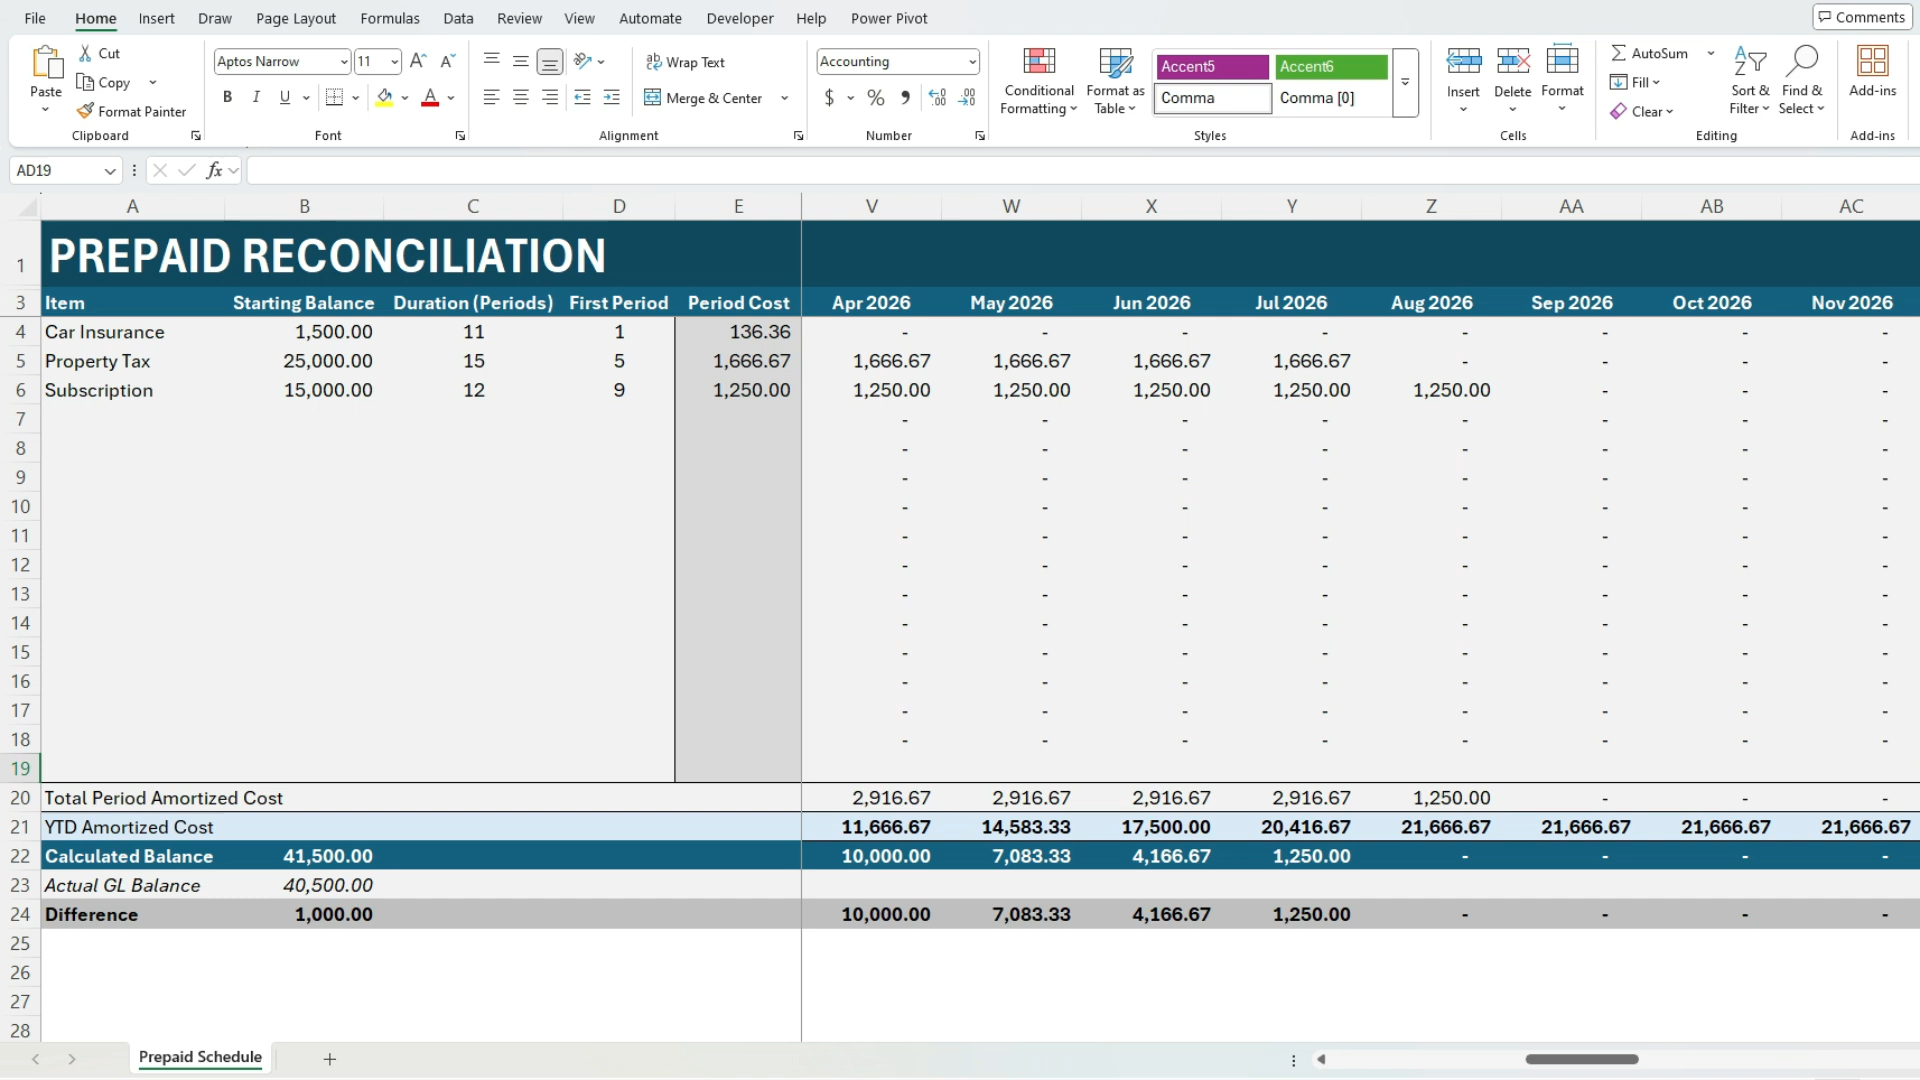 File Home Insert Draw Page Layout Formulas Data Review View Automate Developer Help Power Pivot Comments
Paste Cut Copy Format Painter Clipboard
Aptos Narrow 11 A^ Aˇ B I U A Font
Wrap Text Merge & Center Alignment
Accounting $ % Number
Conditional Formatting Format as Table Accent5 Accent6 Comma Comma [0] Styles
Insert Delete Format Cells
AutoSum Fill Clear Sort & Filter Find & Select Editing
Add-ins Add-ins
AD19 fx
A B C D E V W X Y Z AA AB AC
1 PREPAID RECONCILIATION
3 Item Starting Balance Duration (Periods) First Period Period Cost Apr 2026 May 2026 Jun 2026 Jul 2026 Aug 2026 Sep 2026 Oct 2026 Nov 2026
4 Car Insurance 1,500.00 11 1 136.36 - - - - - - - -
5 Property Tax 25,000.00 15 5 1,666.67 1,666.67 1,666.67 1,666.67 1,666.67 - - - -
6 Subscription 15,000.00 12 9 1,250.00 1,250.00 1,250.00 1,250.00 1,250.00 1,250.00 - - -
7 - - - - - - - -
8 - - - - - - - -
9 - - - - - - - -
10 - - - - - - - -
11 - - - - - - - -
12 - - - - - - - -
13 - - - - - - - -
14 - - - - - - - -
15 - - - - - - - -
16 - - - - - - - -
17 - - - - - - - -
18 - - - - - - - -
19
20 Total Period Amortized Cost 2,916.67 2,916.67 2,916.67 2,916.67 1,250.00 - - -
21 YTD Amortized Cost 11,666.67 14,583.33 17,500.00 20,416.67 21,666.67 21,666.67 21,666.67 21,666.67
22 Calculated Balance 41,500.00 10,000.00 7,083.33 4,166.67 1,250.00 - - - -
23 Actual GL Balance 40,500.00
24 Difference 1,000.00 10,000.00 7,083.33 4,166.67 1,250.00 - - - -
25
26
27
28
Prepaid Schedule +